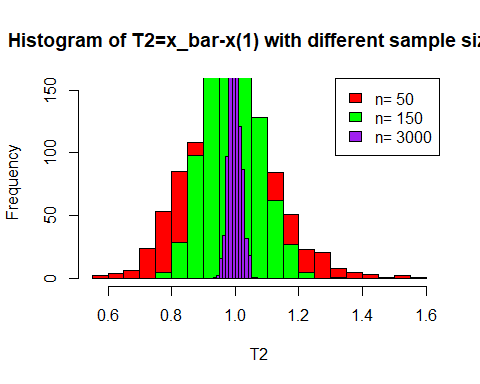 Histogram of T2=x_bar-x(1) with different sample siz
150
100
50
0
Frequency
n= 50
n= 150
n= 3000
0.6 0.8 1.0 1.2 1.4 1.6
T2